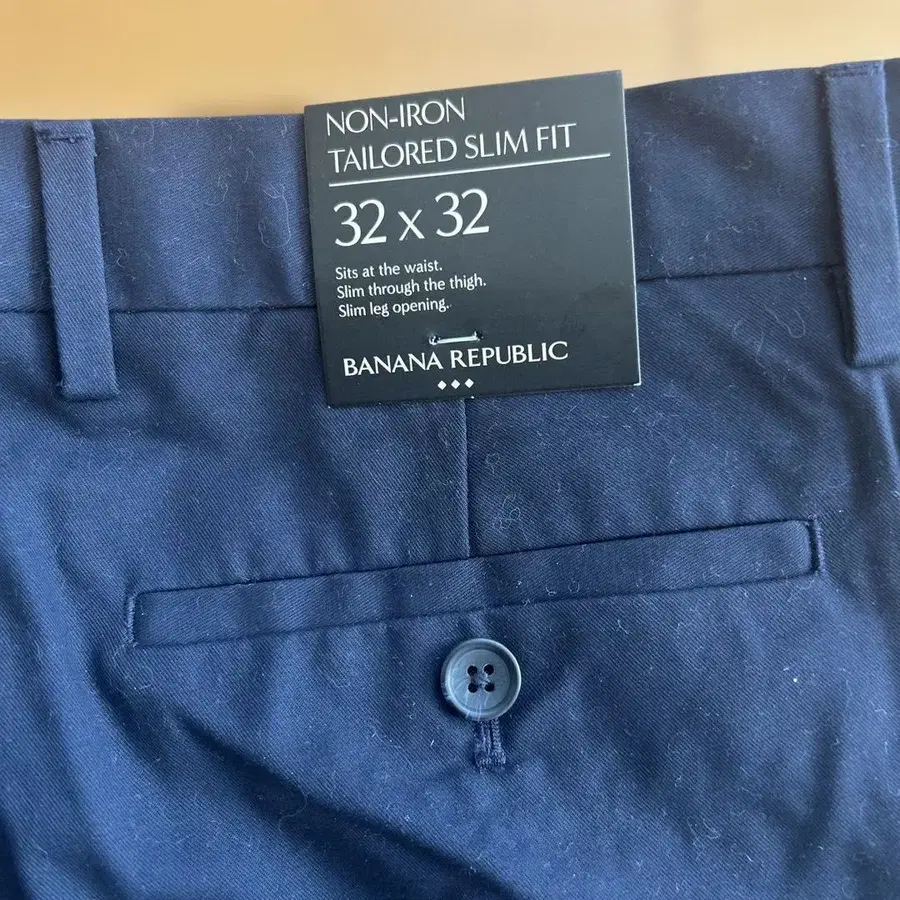 NON-IRON
TAILORED SLIM FIT
32 x 32
Sits at the waist.
Slim through the thigh.
Slim leg opening.
BANANA REPUBLIC